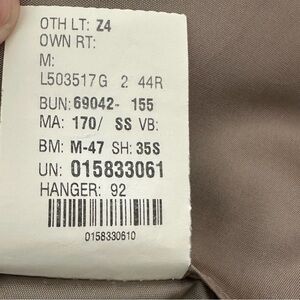 OTH LT: Z4
OWN RT:
M:
L503517G 2 44R
BUN: 69042- 155
MA: 170/ SS VB:
BM: M-47 SH: 35S
UN: 015833061
HANGER: 92
0158330610